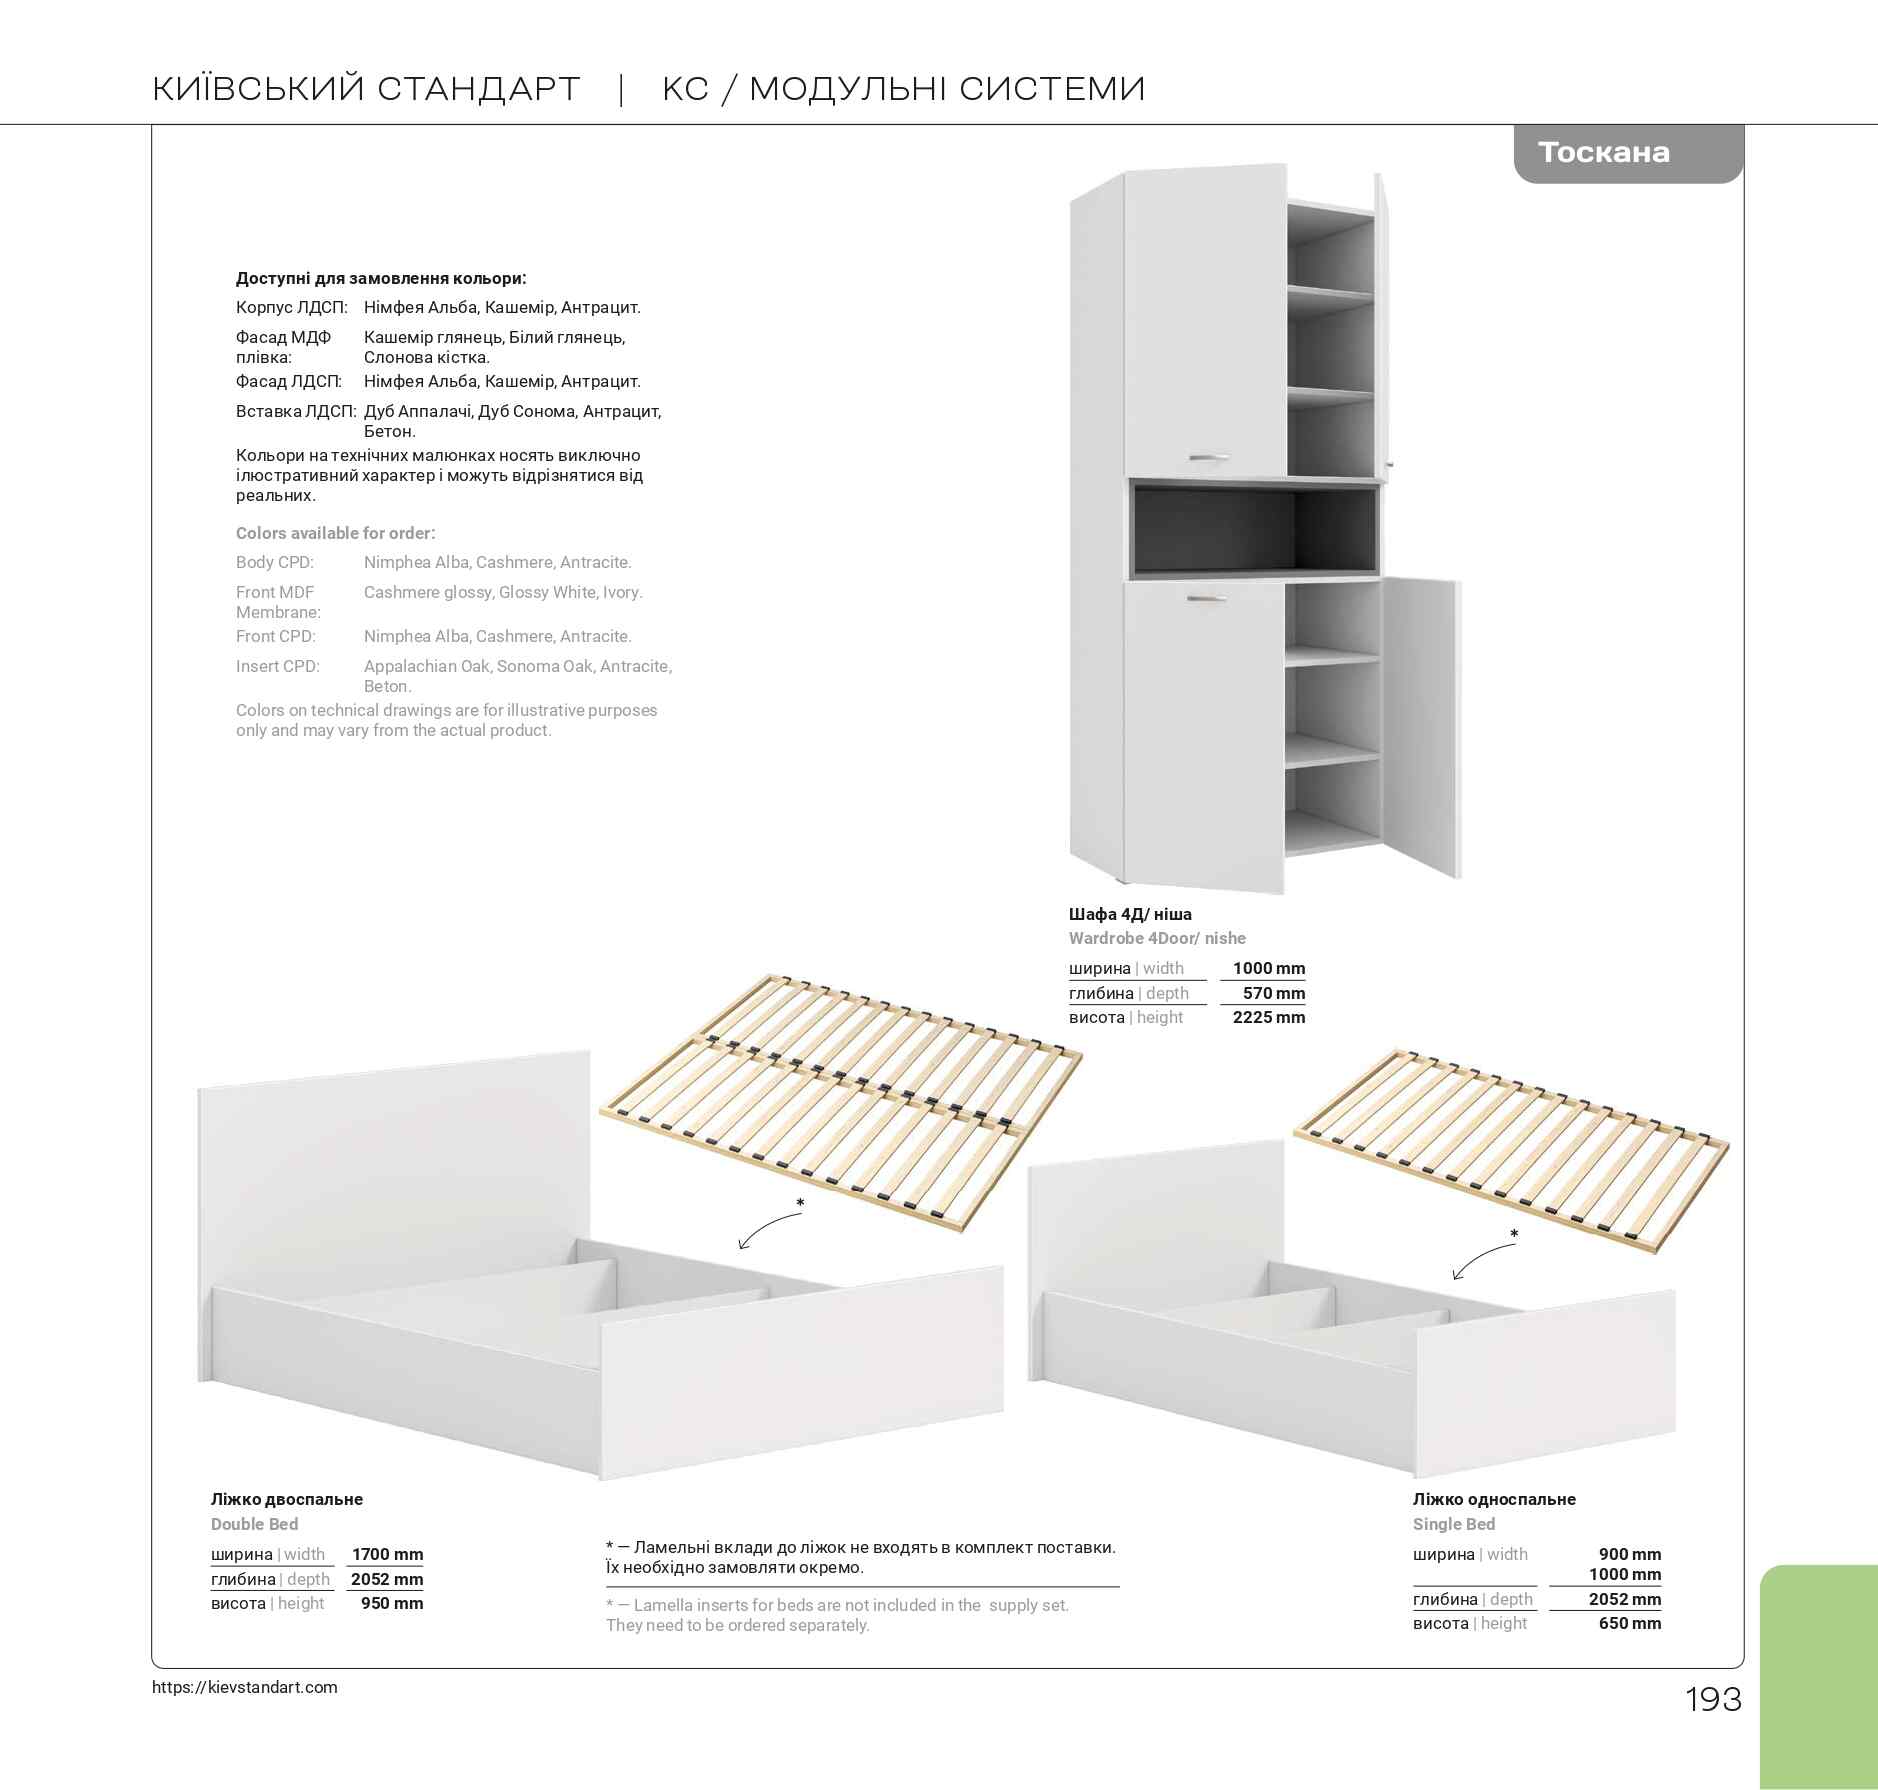 КИЇВСЬКИЙ СТАНДАРТ | КС / МОДУЛЬНІ СИСТЕМИ
Тоскана
Доступні для замовлення кольори:
Корпус ЛДСП: Німфея Альба, Кашемір, Антрацит.
Фасад МДФ плівка: Кашемір глянець, Білий глянець,
Слонова кістка.
Фасад ЛДСП: Німфея Альба, Кашемір, Антрацит.
Вставка ЛДСП: Дуб Аппалачі, Дуб Сонома, Антрацит,
Бетон.
Кольори на технічних малюнках носять виключно
ілюстративний характер і можуть відрізнятися від
реальних.
Colors available for order:
Body CPD: Nimphea Alba, Cashmere, Antracite.
Front MDF Membrane: Cashmere glossy, Glossy White, Ivory.
Front CPD: Nimphea Alba, Cashmere, Antracite.
Insert CPD: Appalachian Oak, Sonoma Oak, Antracite,
Beton.
Colors on technical drawings are for illustrative purposes
only and may vary from the actual product.
Шафа 4Д/ ніша
Wardrobe 4Door/ nishe
ширина | width 1000 mm
глибина | depth 570 mm
висота | height 2225 mm
*
*
Ліжко двоспальне
Double Bed
ширина | width 1700 mm
глибина | depth 2052 mm
висота | height 950 mm
* — Ламельні вклади до ліжок не входять в комплект поставки.
Їх необхідно замовляти окремо.
* — Lamella inserts for beds are not included in the supply set.
They need to be ordered separately.
Ліжко односпальне
Single Bed
ширина | width 900 mm
1000 mm
глибина | depth 2052 mm
висота | height 650 mm
https://kievstandart.com
193